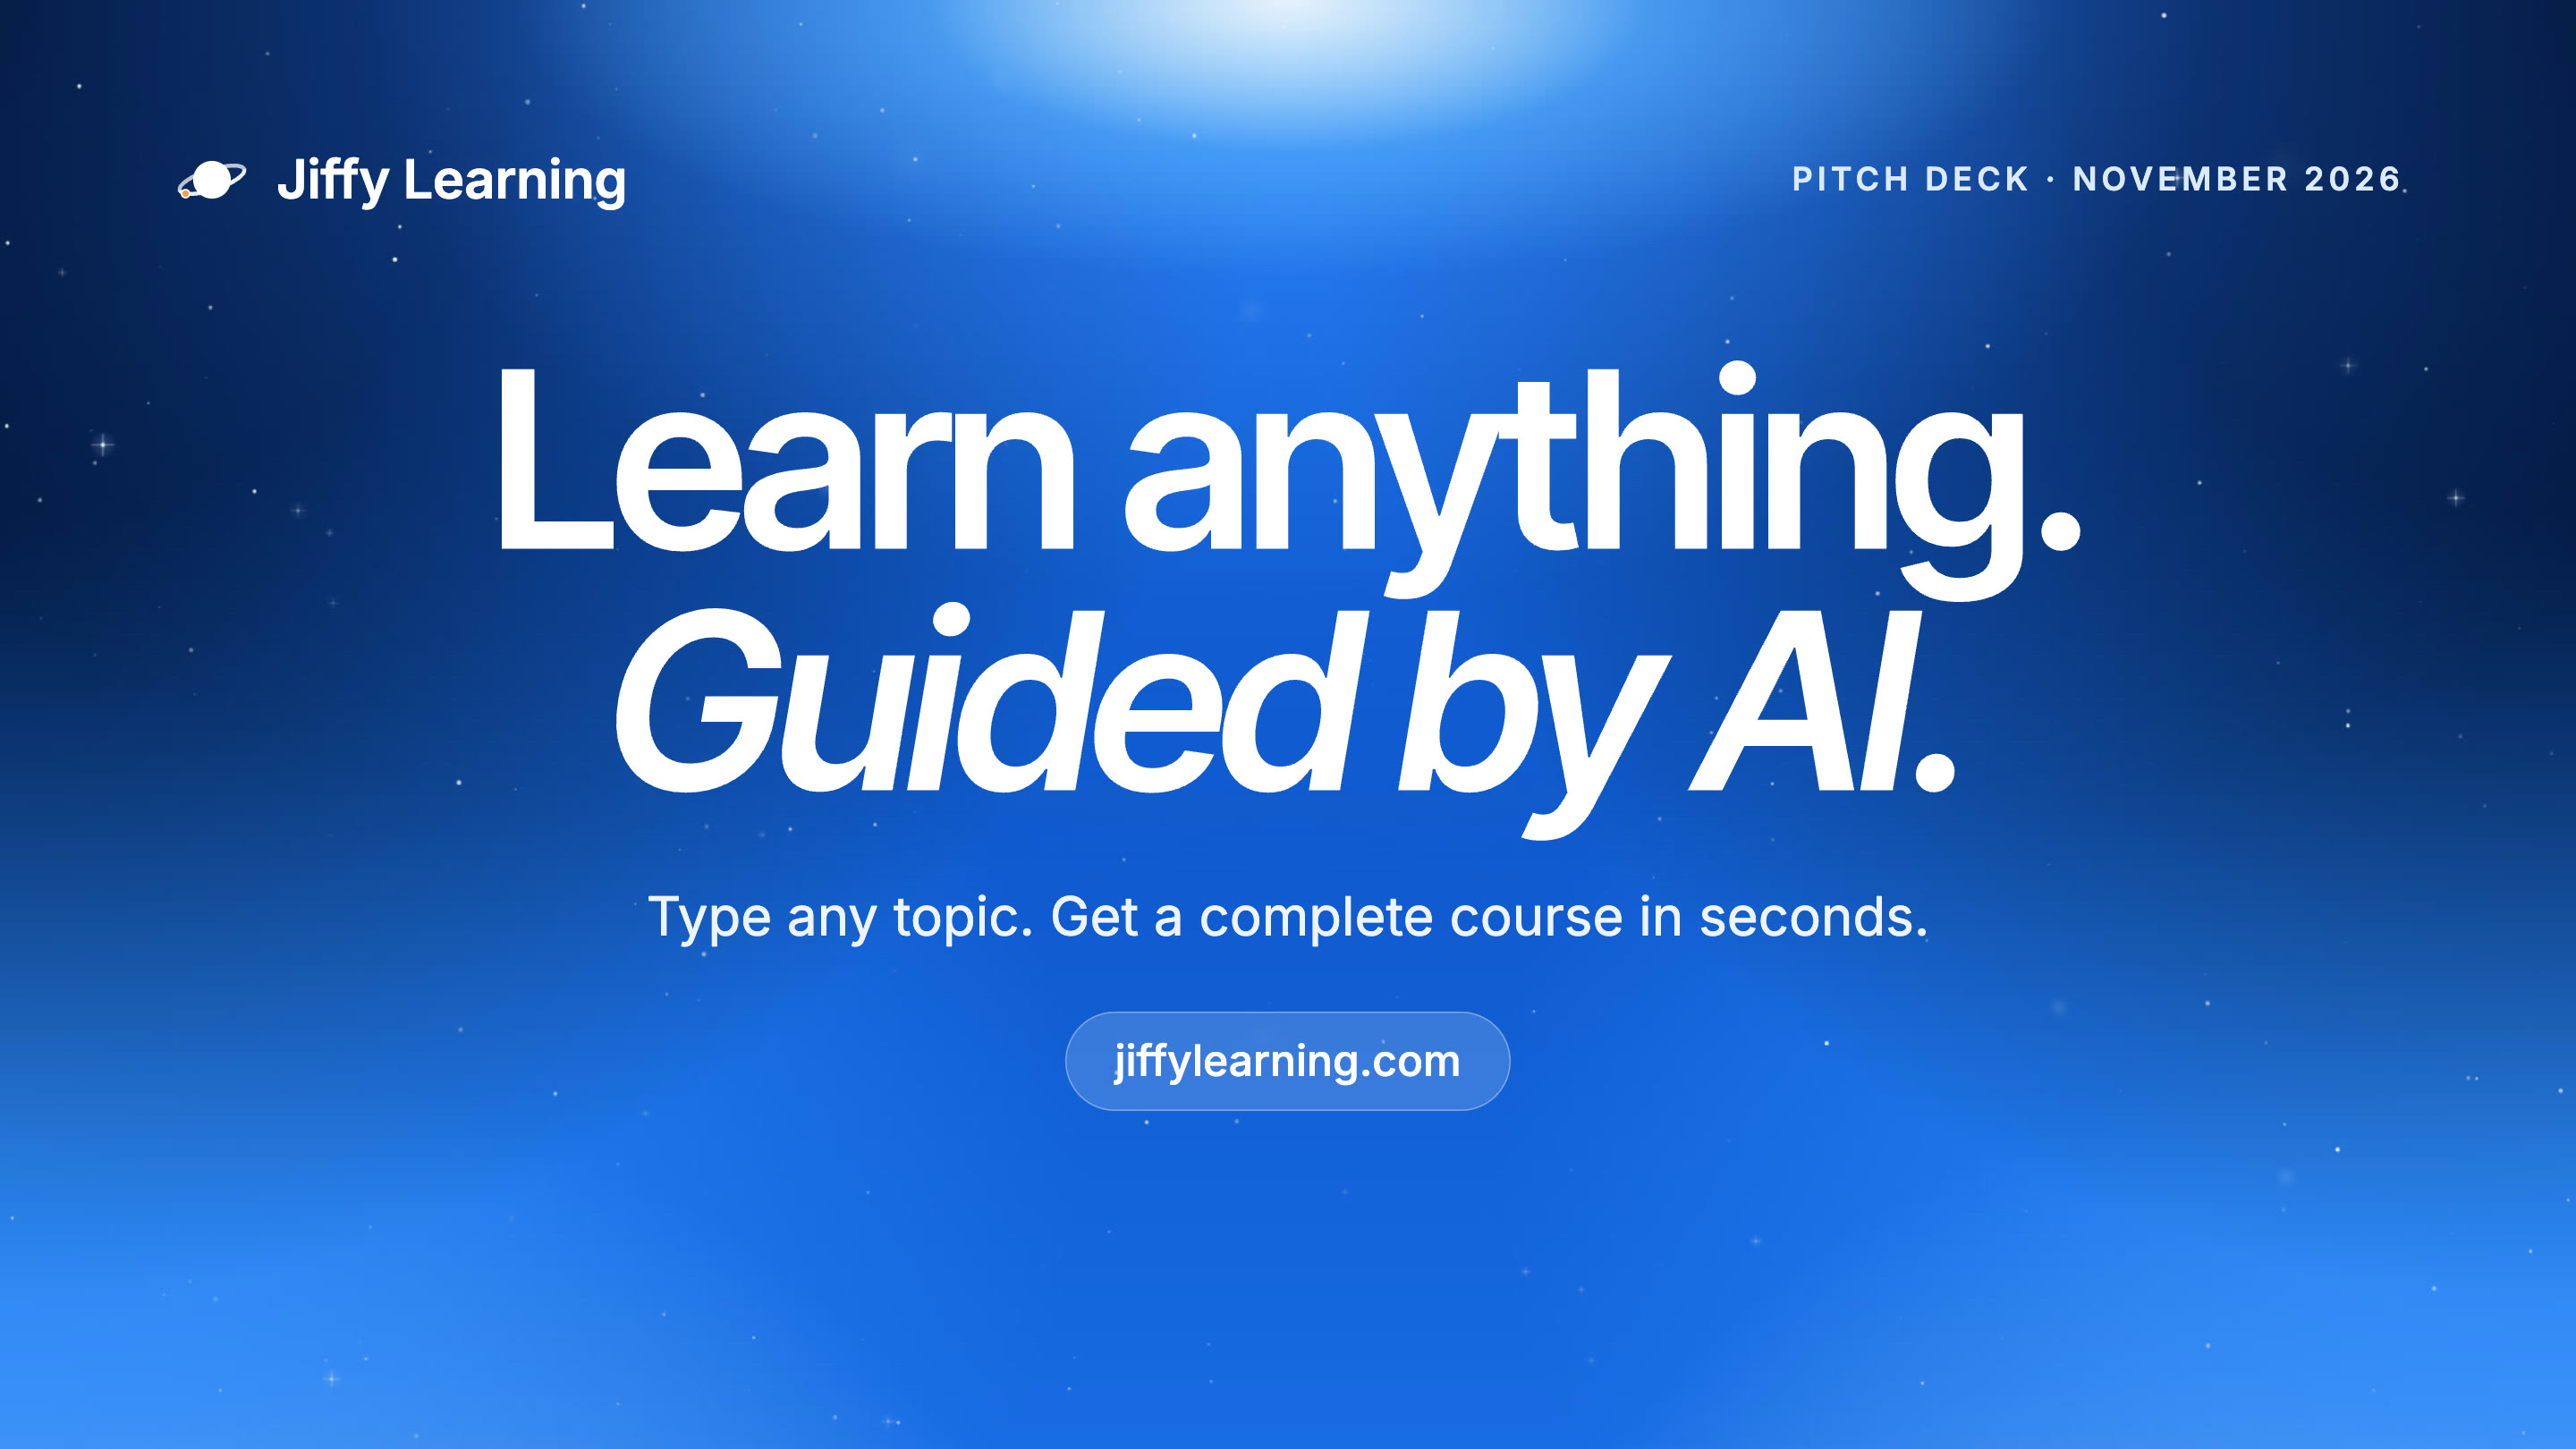 Jiffy Learning
PITCH DECK · NOVEMBER 2026
Learn anything.
Guided by AI.
Type any topic. Get a complete course in seconds.
jiffylearning.com